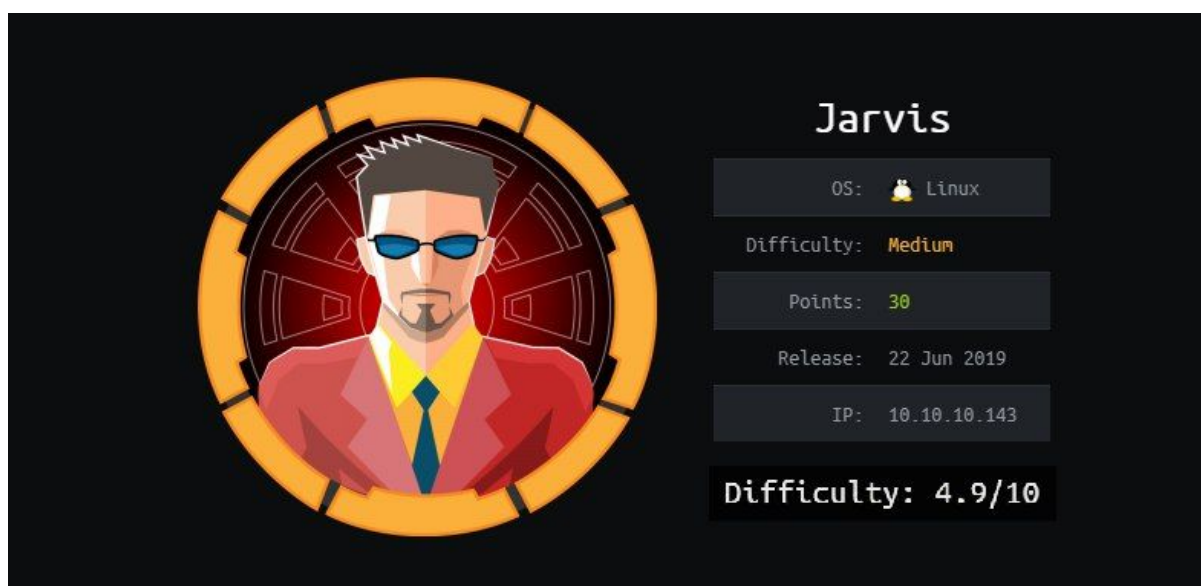 Jarvis
OS: Linux
Difficulty: Medium
Points: 30
Release: 22 Jun 2019
IP: 10.10.10.143
Difficulty: 4.9/10